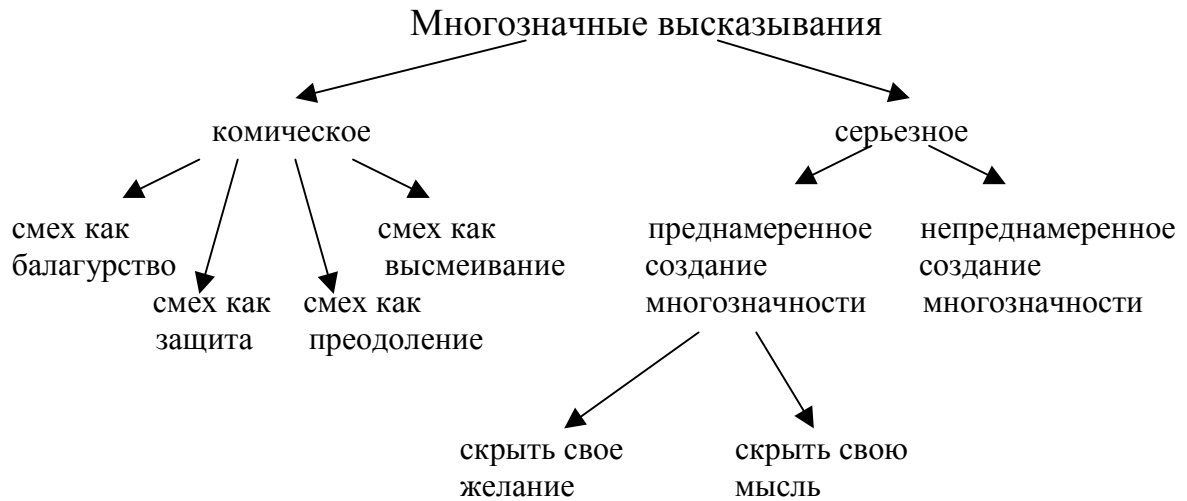 Многозначные высказывания
комическое
серьезное
смех как
балагурство
смех как
защита
смех как
преодоление
смех как
высмеивание
преднамеренное
создание
многозначности
непреднамеренное
создание
многозначности
скрыть свое
желание
скрыть свою
мысль